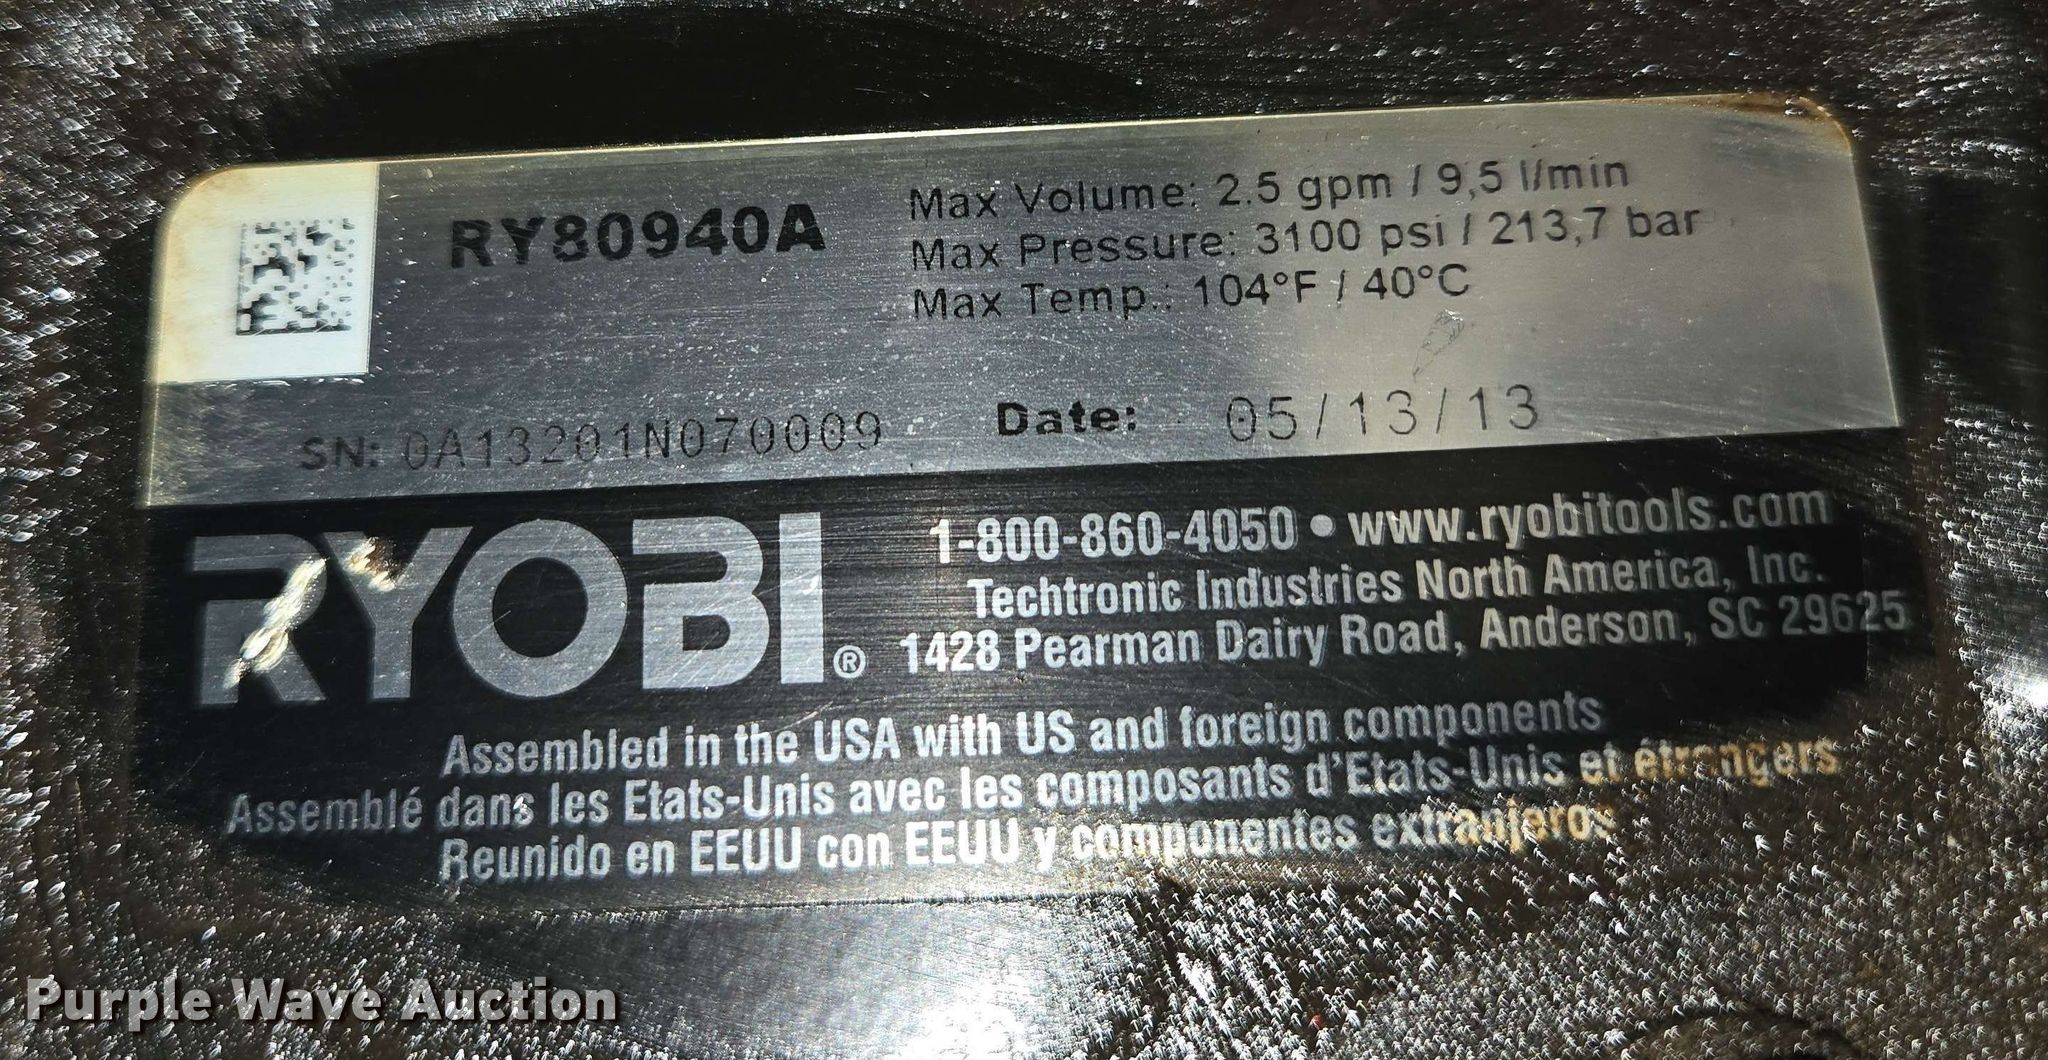 RY80940A
Max Volume: 2.5 gpm / 9,5 l/min
Max Pressure: 3100 psi / 213,7 bar
Max Temp.: 104°F / 40°C
SN: 0A13201N070009
Date: 05/13/13
RYOBI®
1-800-860-4050 • www.ryobitools.com
Techtronic Industries North America, Inc.
1428 Pearman Dairy Road, Anderson, SC 29625
Assembled in the USA with US and foreign components
Assemblé dans les Etats-Unis avec les composants d'Etats-Unis et étrangers
Reunido en EEUU con EEUU y componentes extranjeros
Purple Wave Auction